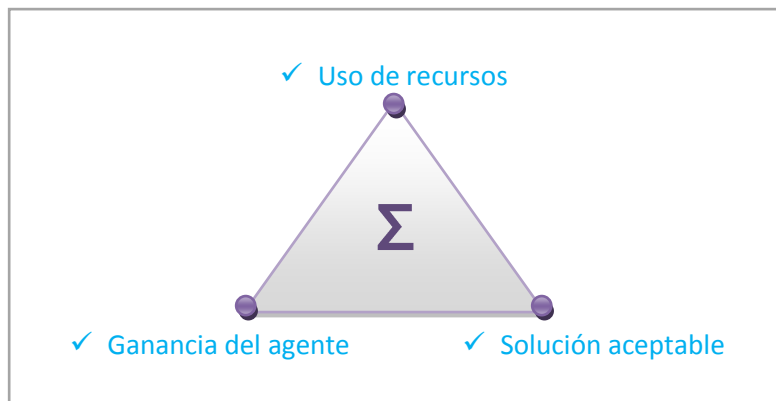 ✓ Uso de recursos
Σ
✓ Ganancia del agente
✓ Solución aceptable